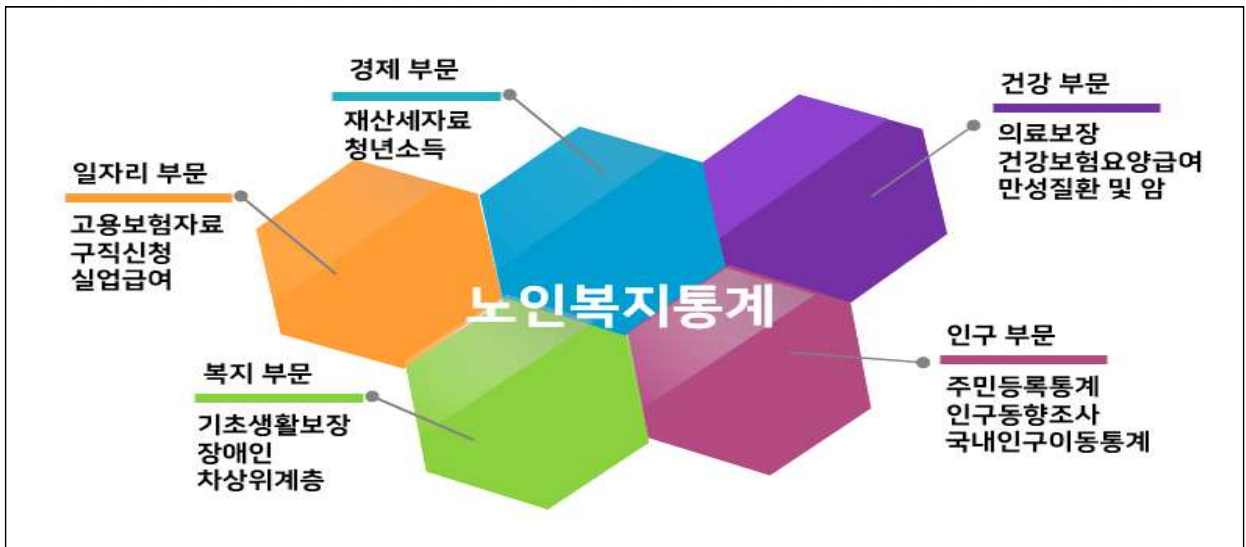 경제 부문
재산세자료
청년소득
건강 부문
의료보장
건강보험요양급여
만성질환 및 암
일자리 부문
고용보험자료
구직신청
실업급여
노인복지통계
복지 부문
기초생활보장
장애인
차상위계층
인구 부문
주민등록통계
인구동향조사
국내인구이동통계